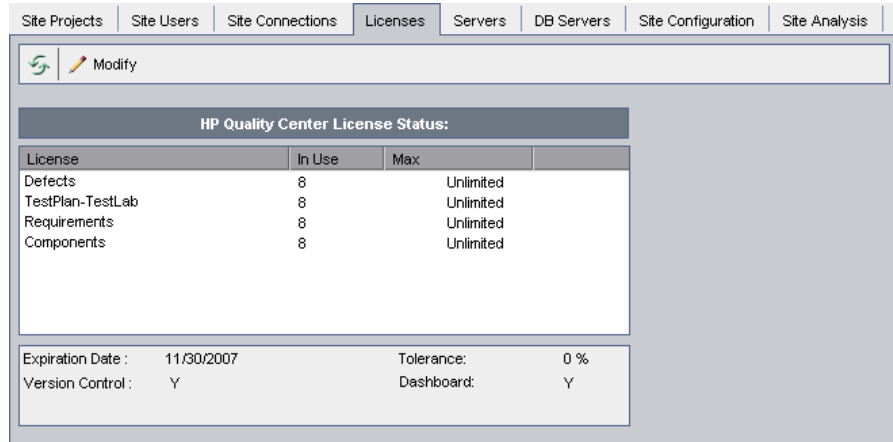 Site Projects Site Users Site Connections Licenses Servers DB Servers Site Configuration Site Analysis
Modify
HP Quality Center License Status:
License In Use Max
Defects 8 Unlimited
TestPlan-TestLab 8 Unlimited
Requirements 8 Unlimited
Components 8 Unlimited
Expiration Date : 11/30/2007 Tolerance: 0 %
Version Control : Y Dashboard: Y